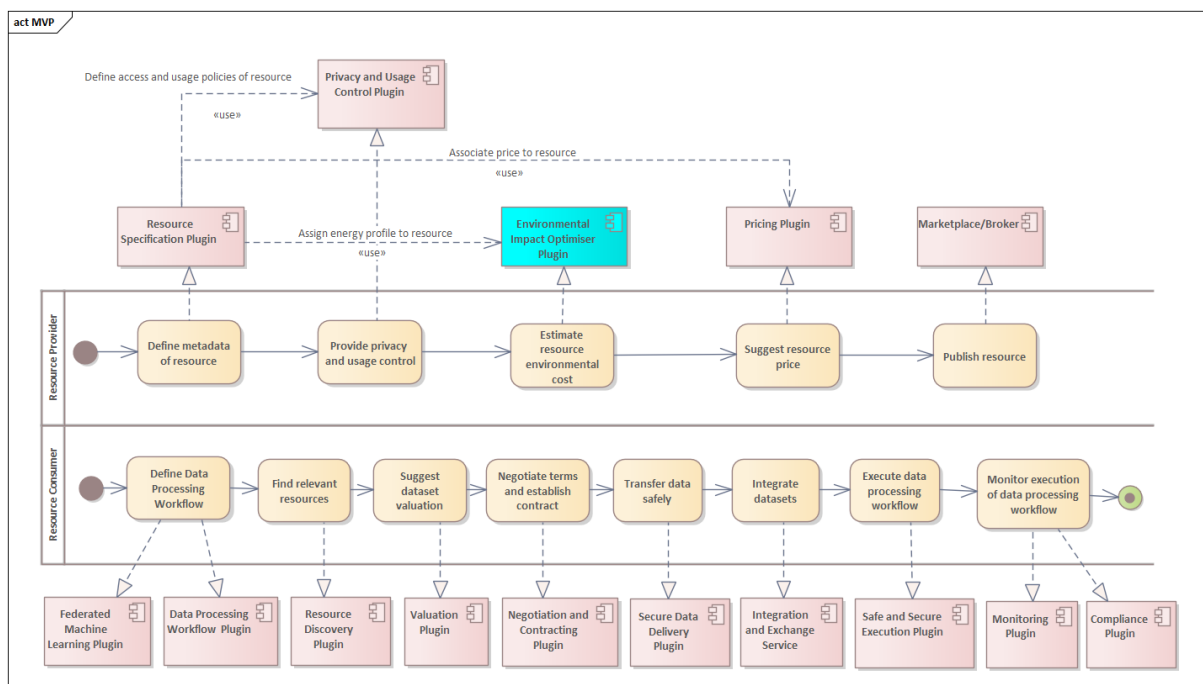 act MVP
Define access and usage policies of resource
«use»
Privacy and Usage
Control Plugin
Associate price to resource
«use»
Resource
Specification Plugin
Assign energy profile to resource
«use»
Environmental
Impact Optimiser
Plugin
Pricing Plugin
Marketplace/Broker
Resource Provider
Define metadata
of resource
Provide privacy
and usage control
Estimate
resource
environmental
cost
Suggest resource
price
Publish resource
Resource Consumer
Define Data
Processing
Workflow
Find relevant
resources
Suggest
dataset
valuation
Negotiate terms
and establish
contract
Transfer data
safely
Integrate
datasets
Execute data
processing
workflow
Monitor execution
of data processing
workflow
Federated
Machine
Learning Plugin
Data Processing
Workflow Plugin
Resource
Discovery
Plugin
Valuation
Plugin
Negotiation and
Contracting
Plugin
Secure Data
Delivery
Plugin
Integration
and Exchange
Service
Safe and Secure
Execution Plugin
Monitoring
Plugin
Compliance
Plugin